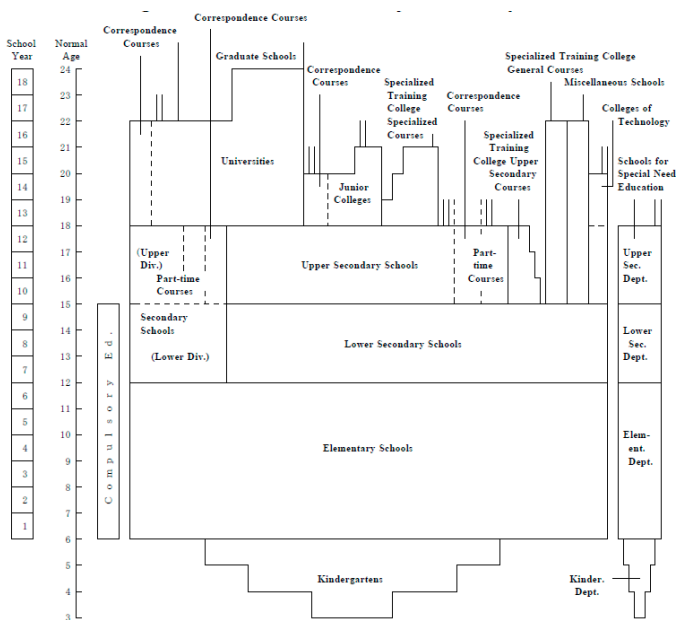 Correspondence Courses
Correspondence
Courses
School
Year
Normal
Age
Graduate Schools
Specialized Training College
General Courses
Miscellaneous Schools
Correspondence
Courses
Specialized
Training
College
Specialized
Courses
Correspondence
Courses
Colleges of
Technology
Specialized
Training
College Upper
Secondary
Courses
Schools for
Special Need
Education
Universities
Junior
Colleges
(Upper
Div.)
Part-time
Courses
Upper Secondary Schools
Part-
time
Courses
Upper
Sec.
Dept.
Secondary
Schools
(Lower Div.)
Lower Secondary Schools
Lower
Sec.
Dept.
Compulsory Ed.
Elementary Schools
Elem-
ent.
Dept.
Kindergartens
Kinder.
Dept.
18
17
16
15
14
13
12
11
10
9
8
7
6
5
4
3
2
1
24
23
22
21
20
19
18
17
16
15
14
13
12
11
10
9
8
7
6
5
4
3